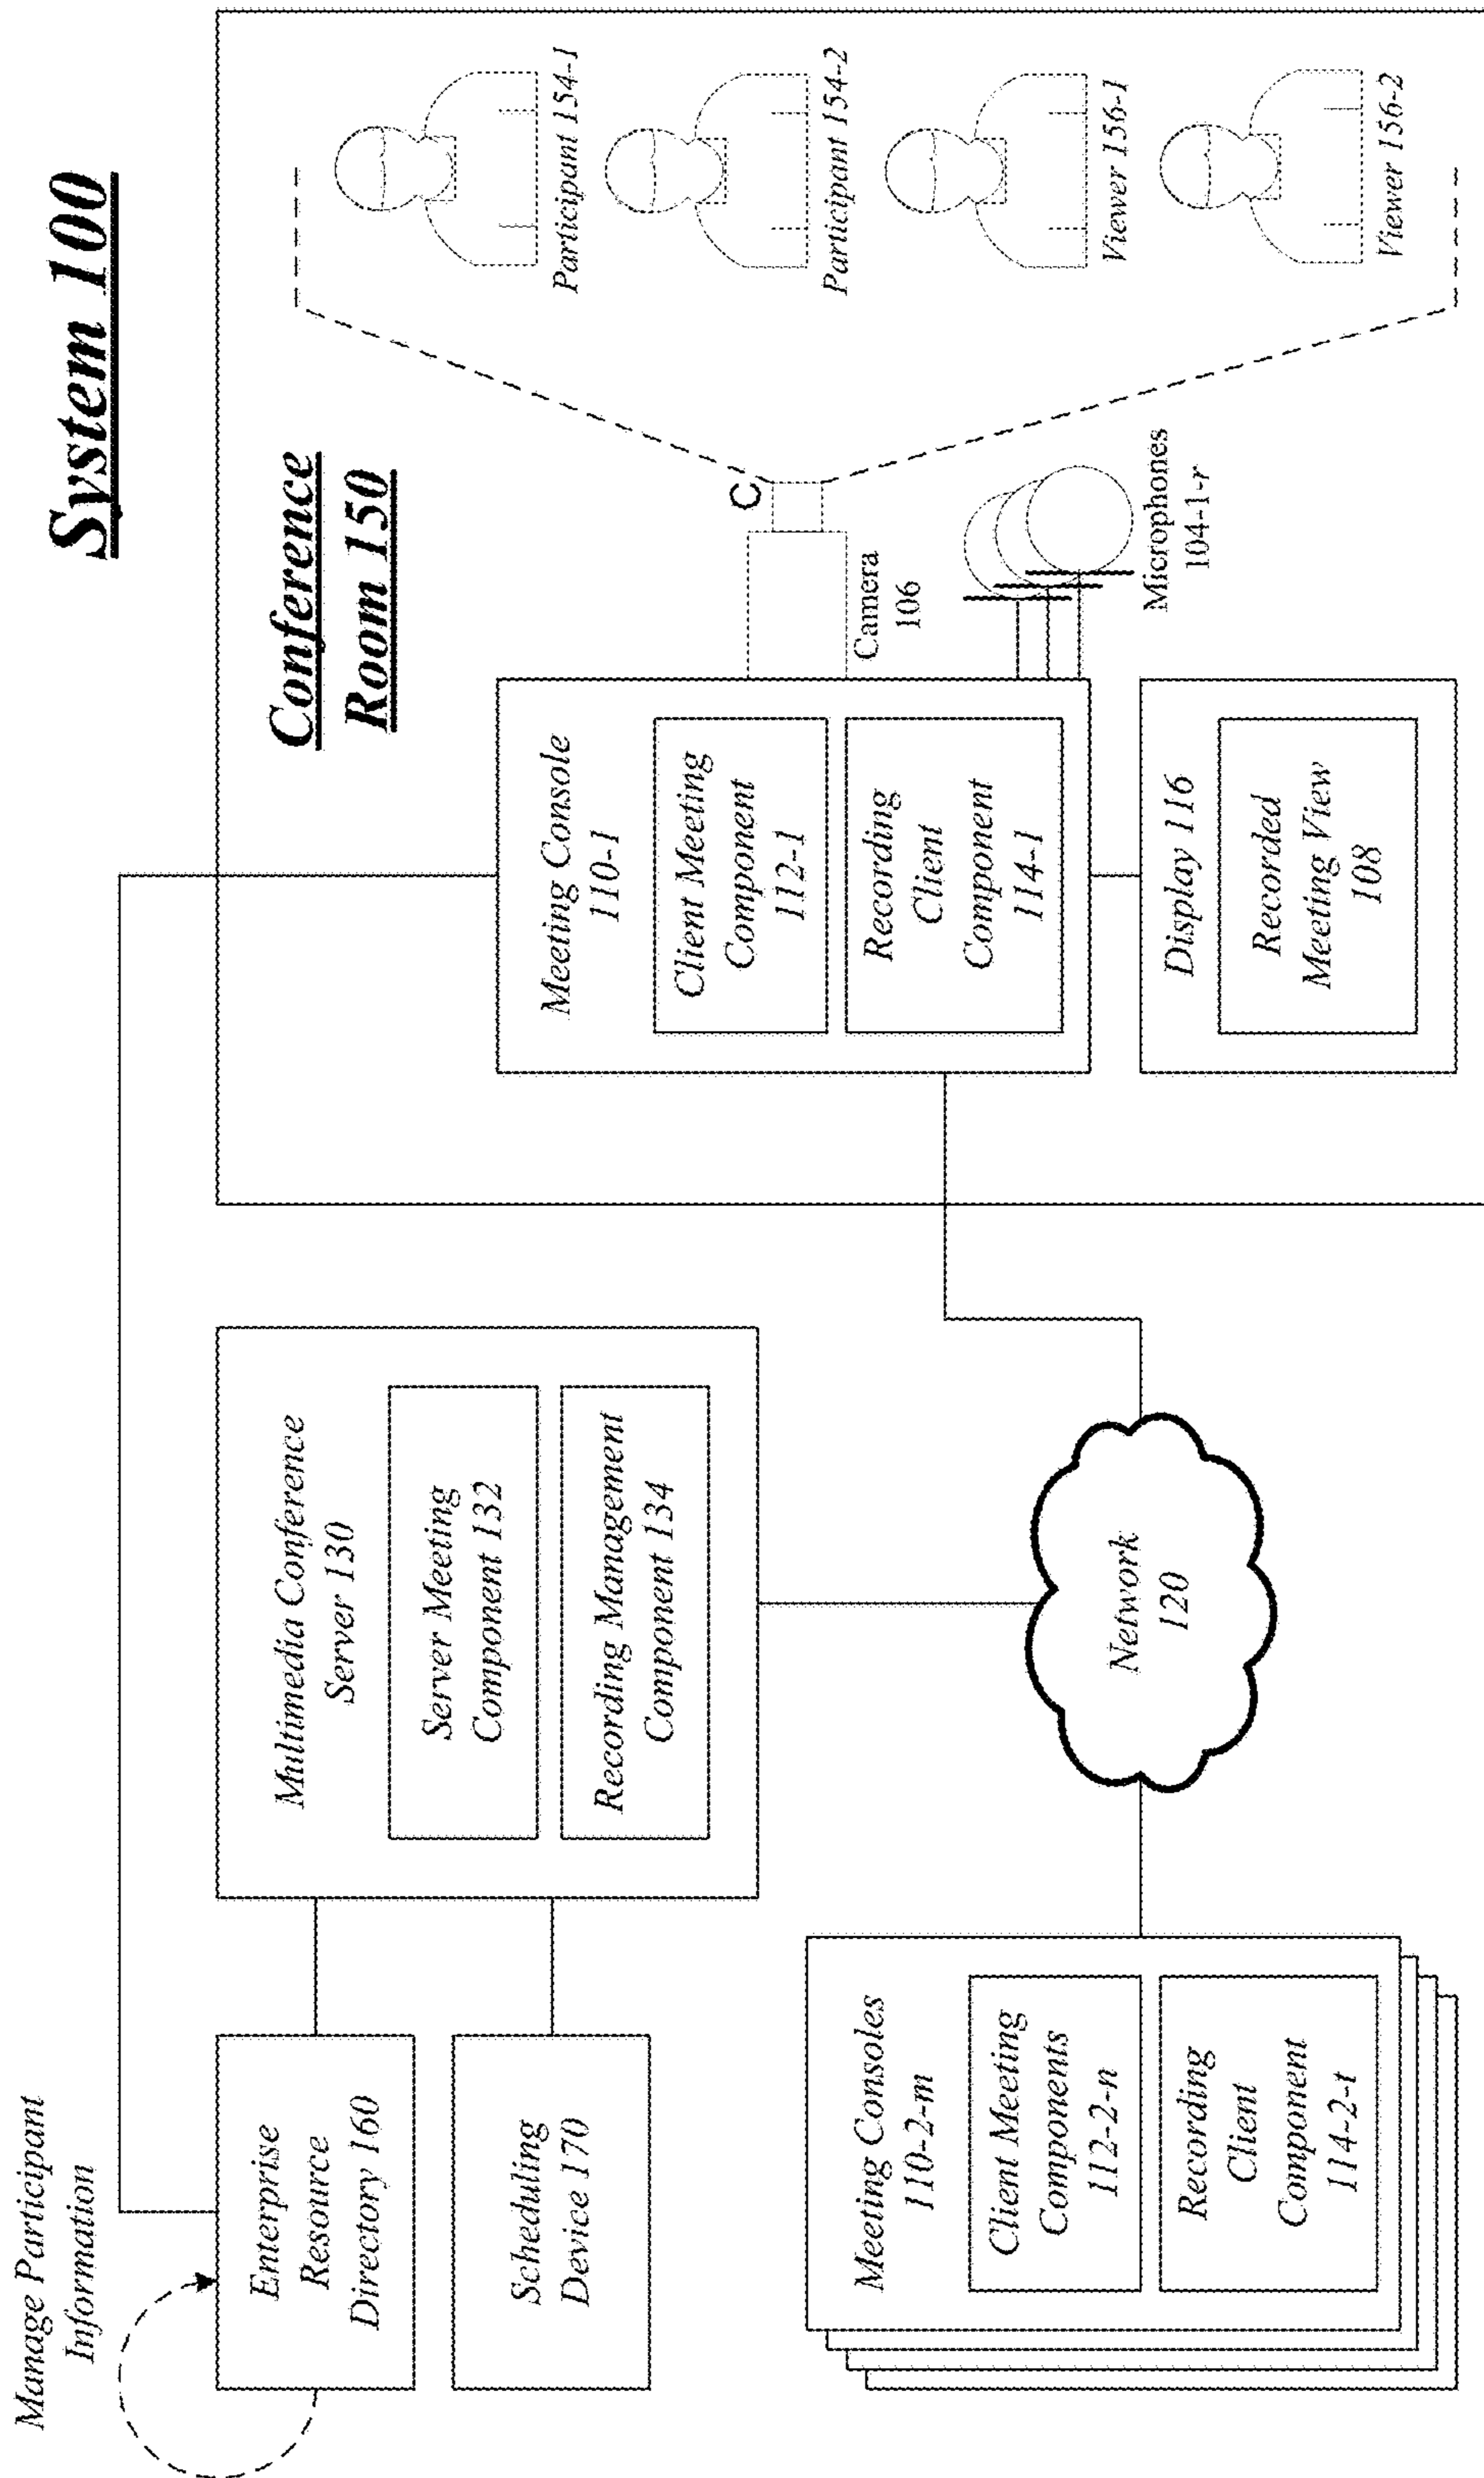 System 100
Manage Participant
Information
Enterprise
Resource
Directory 160
Scheduling
Device 170
Multimedia Conference
Server 130
Server Meeting
Component 132
Recording Management
Component 134
Meeting Consoles
110-2-m
Client Meeting
Components
112-2-n
Recording
Client
Component
114-2-t
Network
120
Conference
Room 150
Meeting Console
110-1
Client Meeting
Component
112-1
Recording
Client
Component
114-1
Display 116
Recorded
Meeting View
108
Camera
106
Microphones
104-1-r
Participant 154-1
Participant 154-2
Viewer 156-1
Viewer 156-2